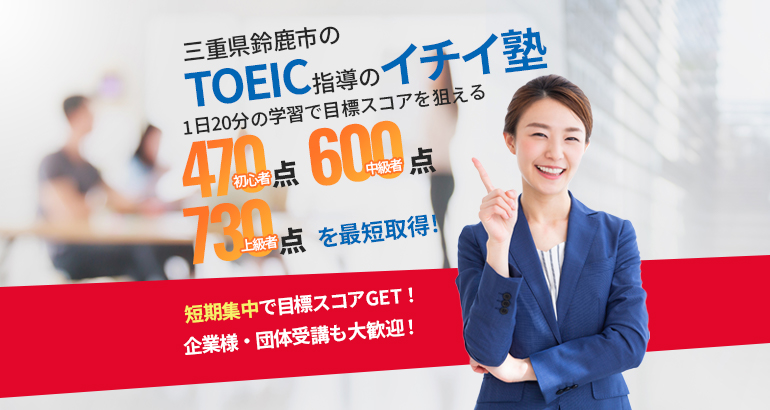 三重県鈴鹿市の
TOEIC指導のイチイ塾
1日20分の学習で目標スコアを狙える
470初心者点 600中級者点
730上級者点 を最短取得!
短期集中で目標スコアGET!
企業様・団体受講も大歓迎!